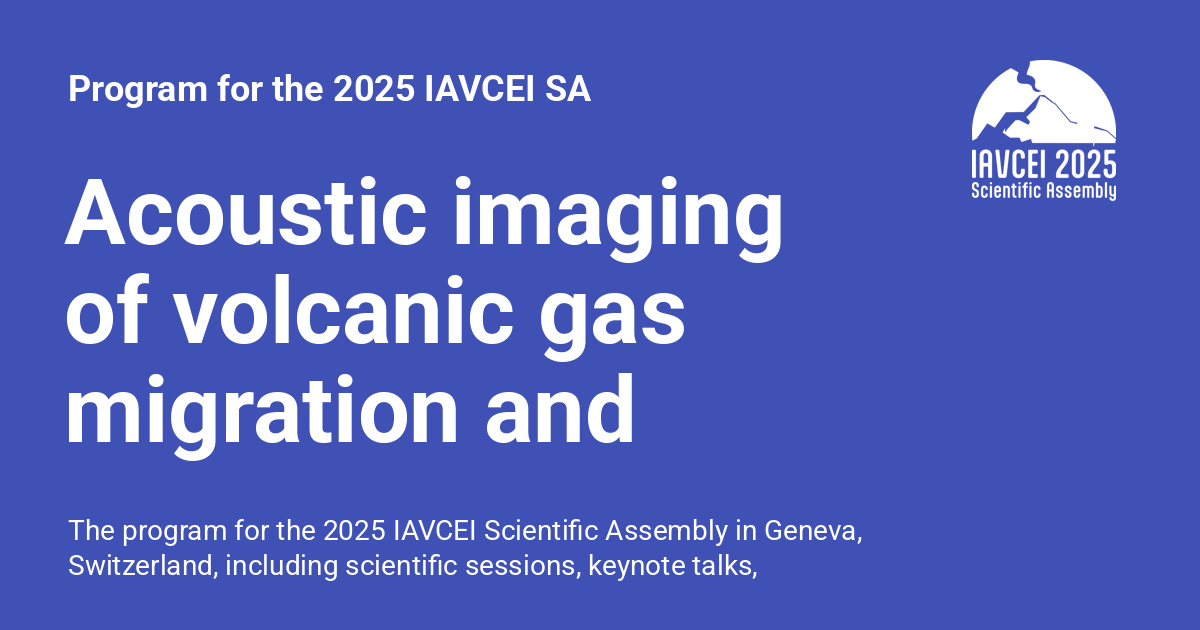 Program for the 2025 IAVCEI SA
IAVCEI 2025
Scientific Assembly
Acoustic imaging
of volcanic gas
migration and
The program for the 2025 IAVCEI Scientific Assembly in Geneva,
Switzerland, including scientific sessions, keynote talks,